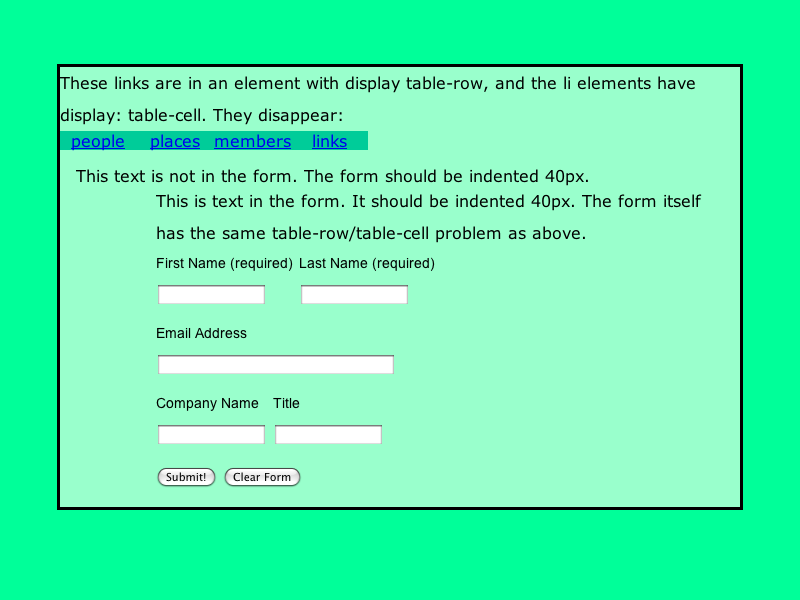 These links are in an element with display table-row, and the li elements have
display: table-cell. They disappear:
people places members links
This text is not in the form. The form should be indented 40px.
This is text in the form. It should be indented 40px. The form itself
has the same table-row/table-cell problem as above.
First Name (required) Last Name (required)
Email Address
Company Name Title
Submit! Clear Form